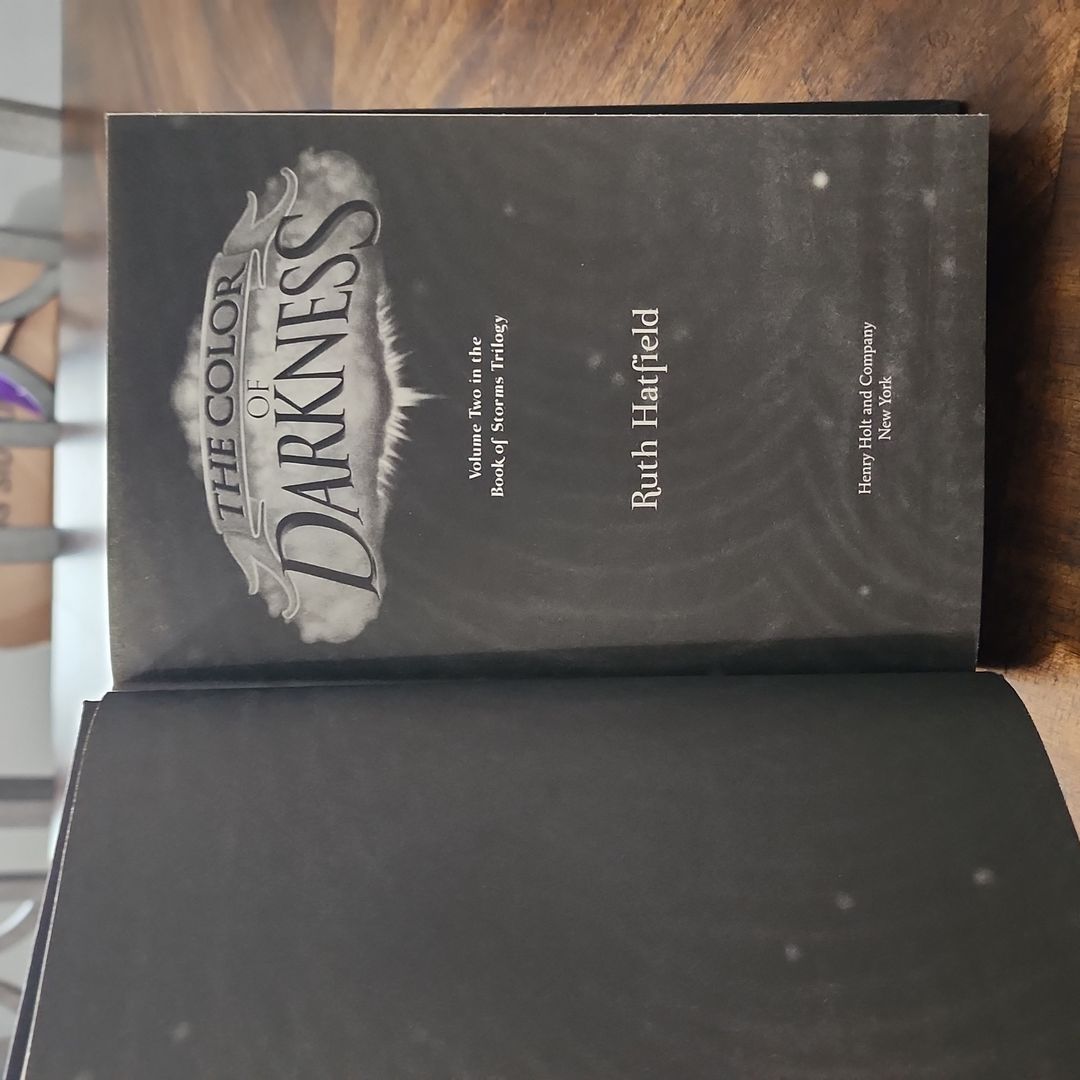 THE COLOR
OF
DARKNESS
Volume Two in the
Book of Storms Trilogy
Ruth Hatfield
Henry Holt and Company
New York